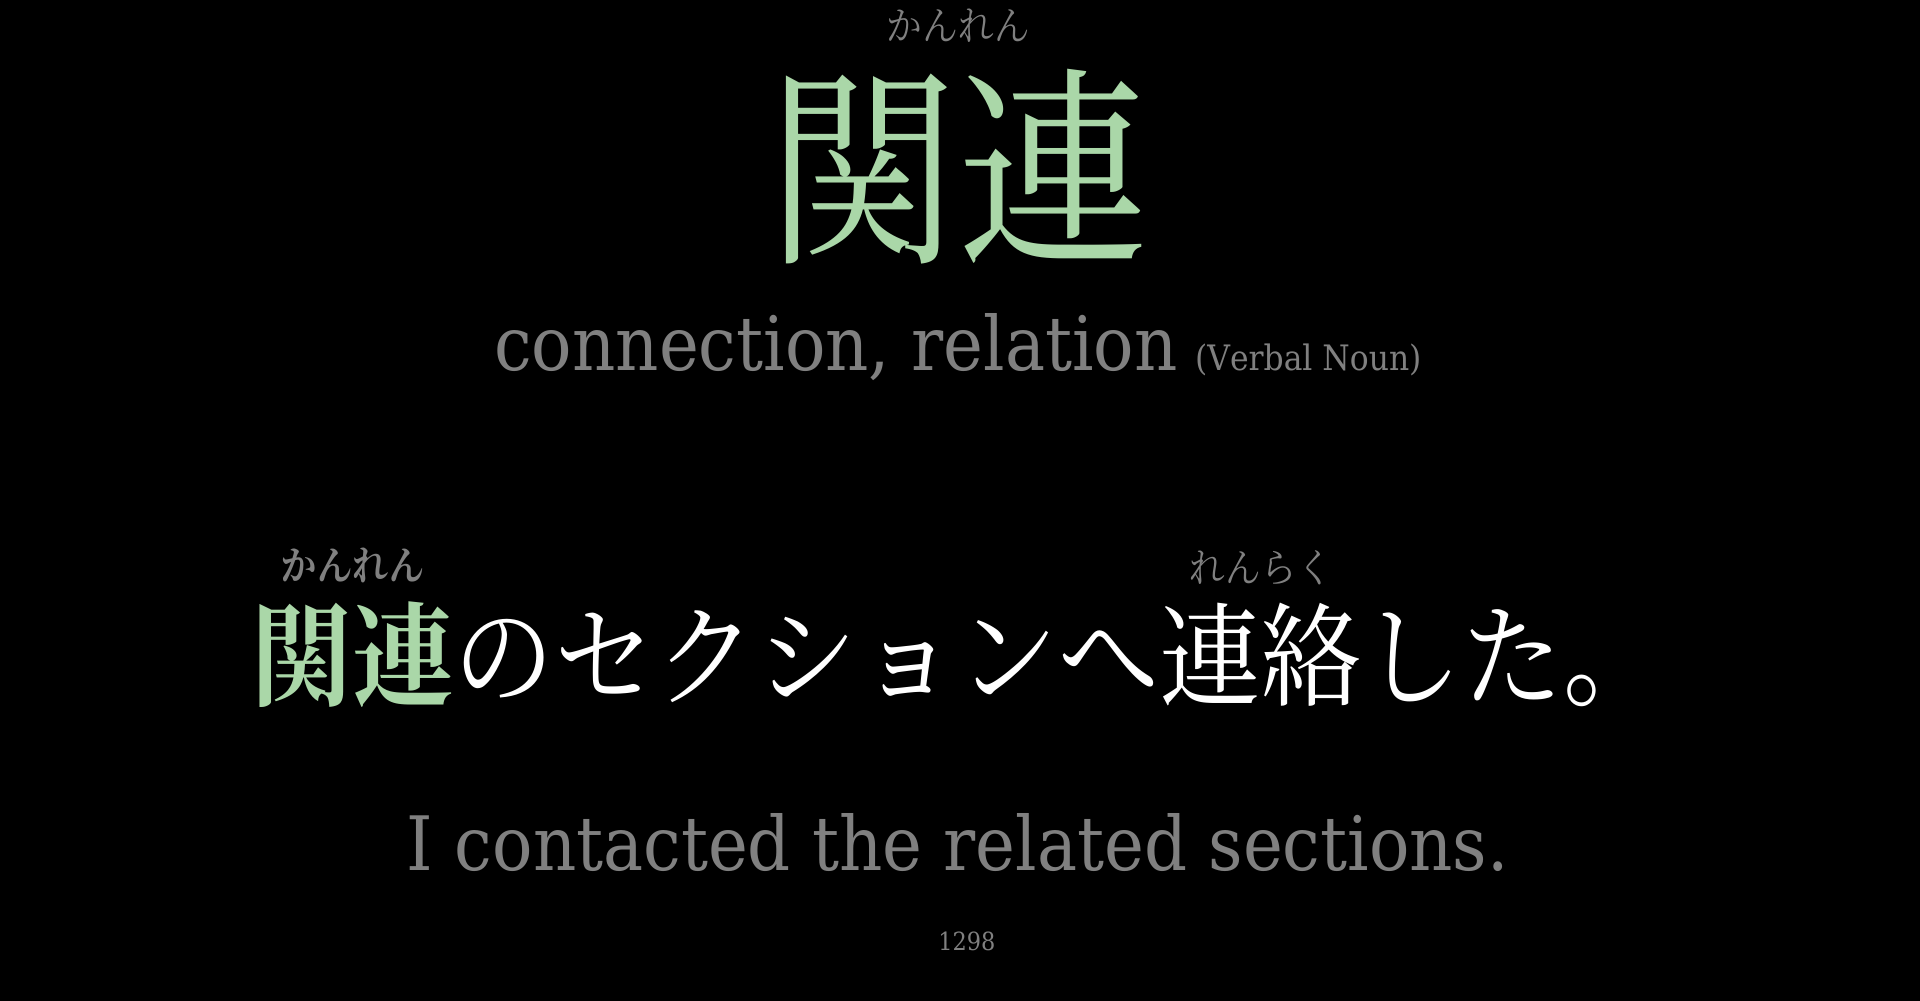 かんれん
関連
connection, relation (Verbal Noun)
かんれん れんらく
関連のセクションへ連絡した。
I contacted the related sections.
1298